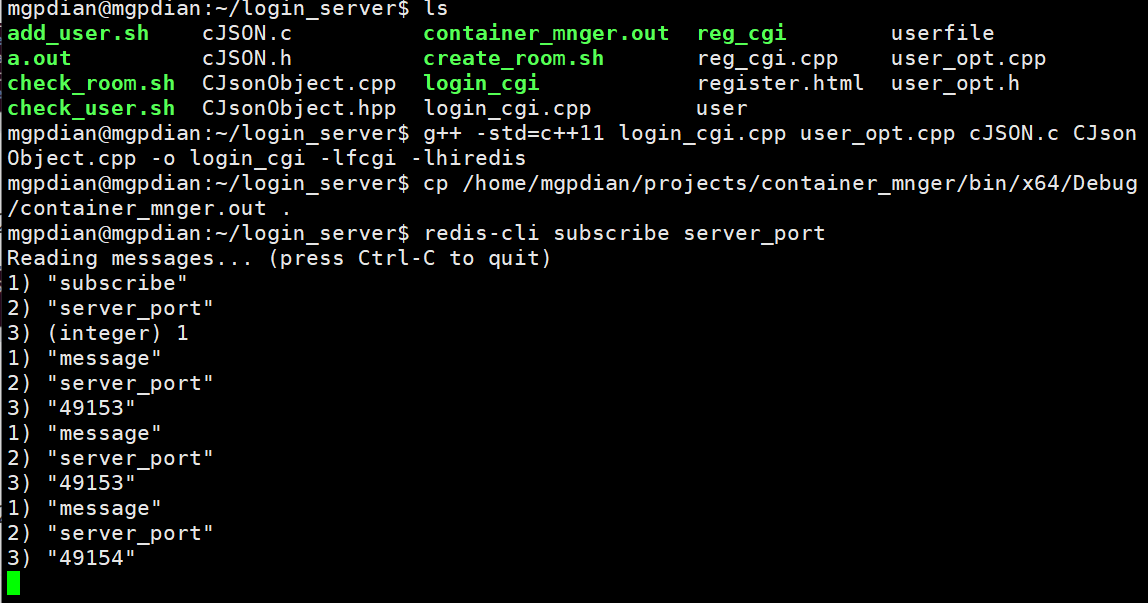 mgpdian@mgpdian:~/login_server$ ls
add_user.sh    cJSON.c           container_mnger.out  reg_cgi        userfile
a.out          cJSON.h           create_room.sh       reg_cgi.cpp    user_opt.cpp
check_room.sh  CJsonObject.cpp   login_cgi            register.html  user_opt.h
check_user.sh  CJsonObject.hpp   login_cgi.cpp        user
mgpdian@mgpdian:~/login_server$ g++ -std=c++11 login_cgi.cpp user_opt.cpp cJSON.c CJson
Object.cpp -o login_cgi -lfcgi -lhiredis
mgpdian@mgpdian:~/login_server$ cp /home/mgpdian/projects/container_mnger/bin/x64/Debug
/container_mnger.out .
mgpdian@mgpdian:~/login_server$ redis-cli subscribe server_port
Reading messages... (press Ctrl-C to quit)
1) "subscribe"
2) "server_port"
3) (integer) 1
1) "message"
2) "server_port"
3) "49153"
1) "message"
2) "server_port"
3) "49153"
1) "message"
2) "server_port"
3) "49154"